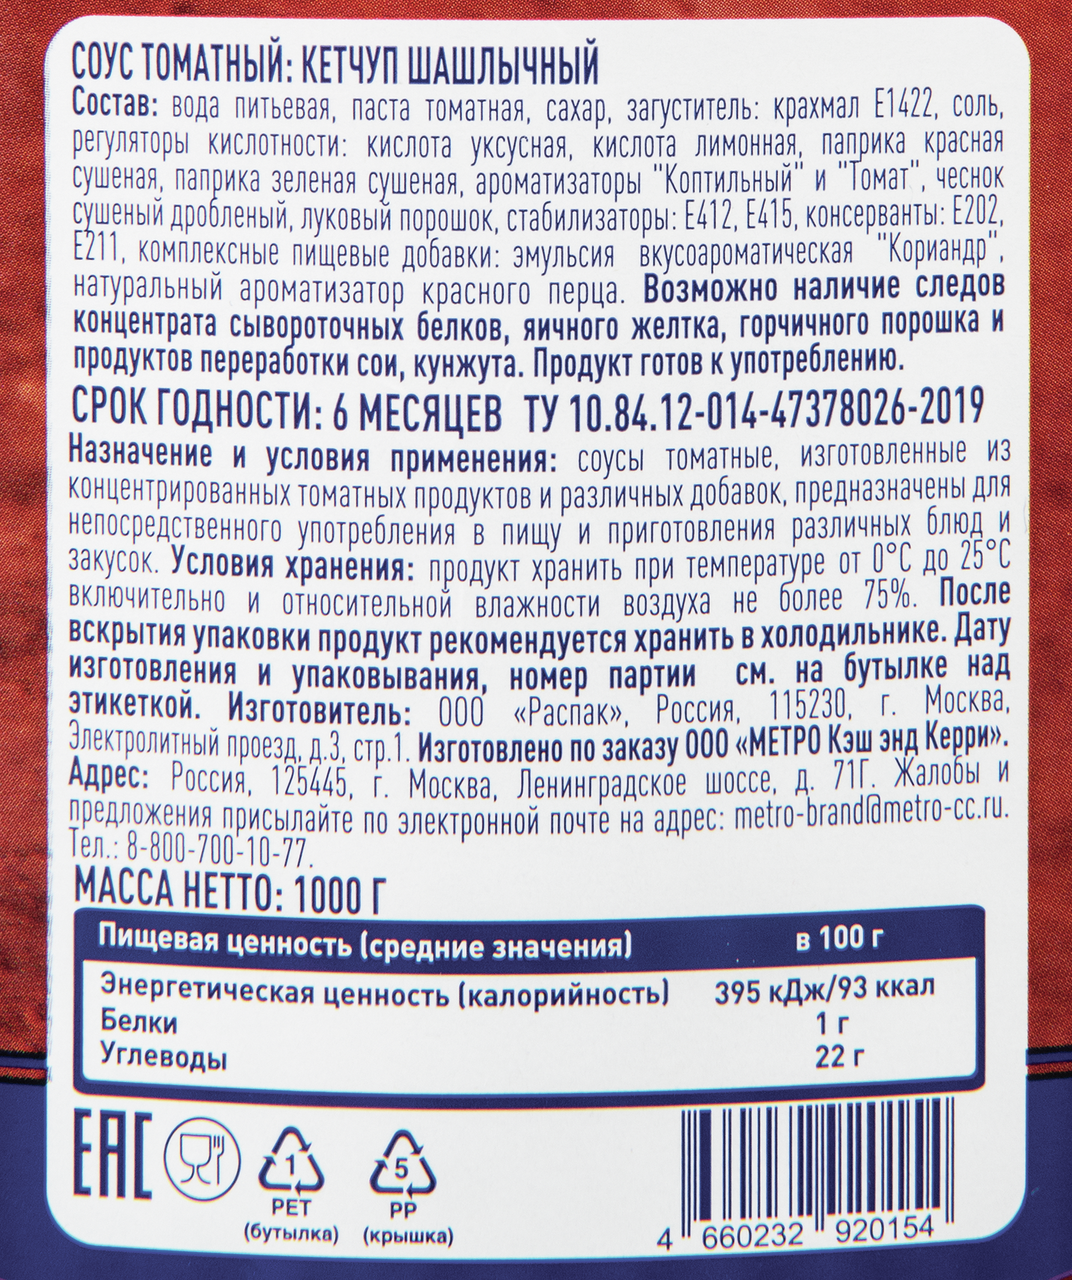 СОУС ТОМАТНЫЙ: КЕТЧУП ШАШЛЫЧНЫЙ
Состав: вода питьевая, паста томатная, сахар, загуститель: крахмал Е1422, соль,
регуляторы кислотности: кислота уксусная, кислота лимонная, паприка красная
сушеная, паприка зеленая сушеная, ароматизаторы "Коптильный" и "Томат", чеснок
сушеный дробленый, луковый порошок, стабилизаторы: Е412, Е415, консерванты: Е202,
Е211, комплексные пищевые добавки: эмульсия вкусоароматическая "Кориандр",
натуральный ароматизатор красного перца. Возможно наличие следов
концентрата сывороточных белков, яичного желтка, горчичного порошка и
продуктов переработки сои, кунжута. Продукт готов к употреблению.
СРОК ГОДНОСТИ: 6 МЕСЯЦЕВ ТУ 10.84.12-014-47378026-2019
Назначение и условия применения: соусы томатные, изготовленные из
концентрированных томатных продуктов и различных добавок, предназначены для
непосредственного употребления в пищу и приготовления различных блюд и
закусок. Условия хранения: продукт хранить при температуре от 0°С до 25°С
включительно и относительной влажности воздуха не более 75%. После
вскрытия упаковки продукт рекомендуется хранить в холодильнике. Дату
изготовления и упаковывания, номер партии см. на бутылке над
этикеткой. Изготовитель: ООО «Распак», Россия, 115230, г. Москва,
Электролитный проезд, д.3, стр.1. Изготовлено по заказу ООО «МЕТРО Кэш энд Керри».
Адрес: Россия, 125445, г. Москва, Ленинградское шоссе, д. 71Г. Жалобы и
предложения присылайте по электронной почте на адрес: metro-brand@metro-cc.ru.
Тел.: 8-800-700-10-77.
МАССА НЕТТО: 1000 Г
Пищевая ценность (средние значения) в 100 г
Энергетическая ценность (калорийность) 395 кДж/93 ккал
Белки 1 г
Углеводы 22 г
EAC
1
PET
(бутылка)
5
PP
(крышка)
4 660232 920154